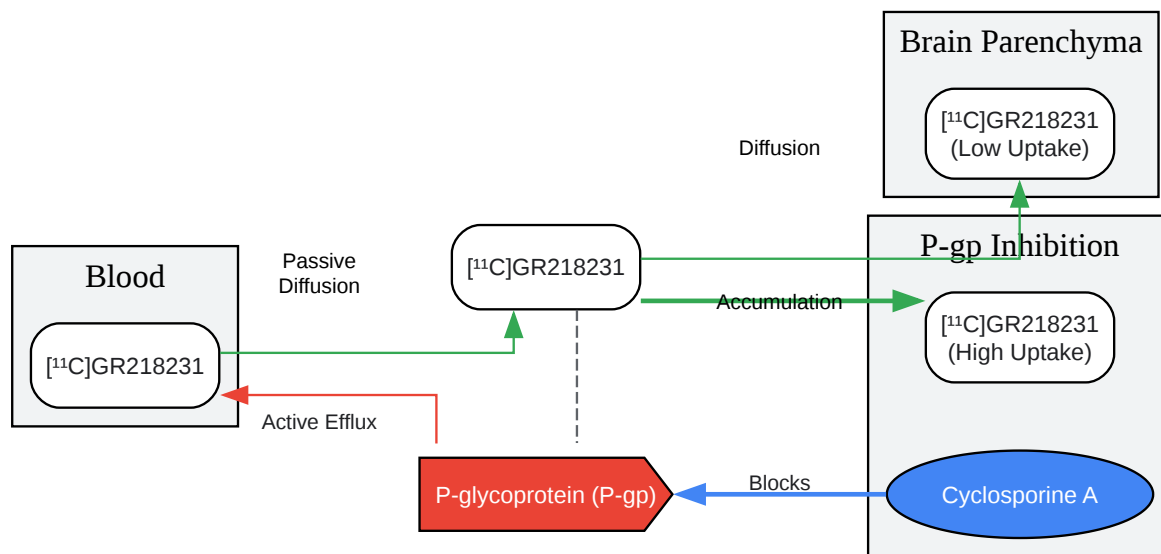 Brain Parenchyma
[¹¹C]GR218231
(Low Uptake)
Diffusion
P-gp Inhibition
[¹¹C]GR218231
Passive
Diffusion
Blood
Accumulation
[¹¹C]GR218231
(High Uptake)
[¹¹C]GR218231
Active Efflux
P-glycoprotein (P-gp)
Blocks
Cyclosporine A